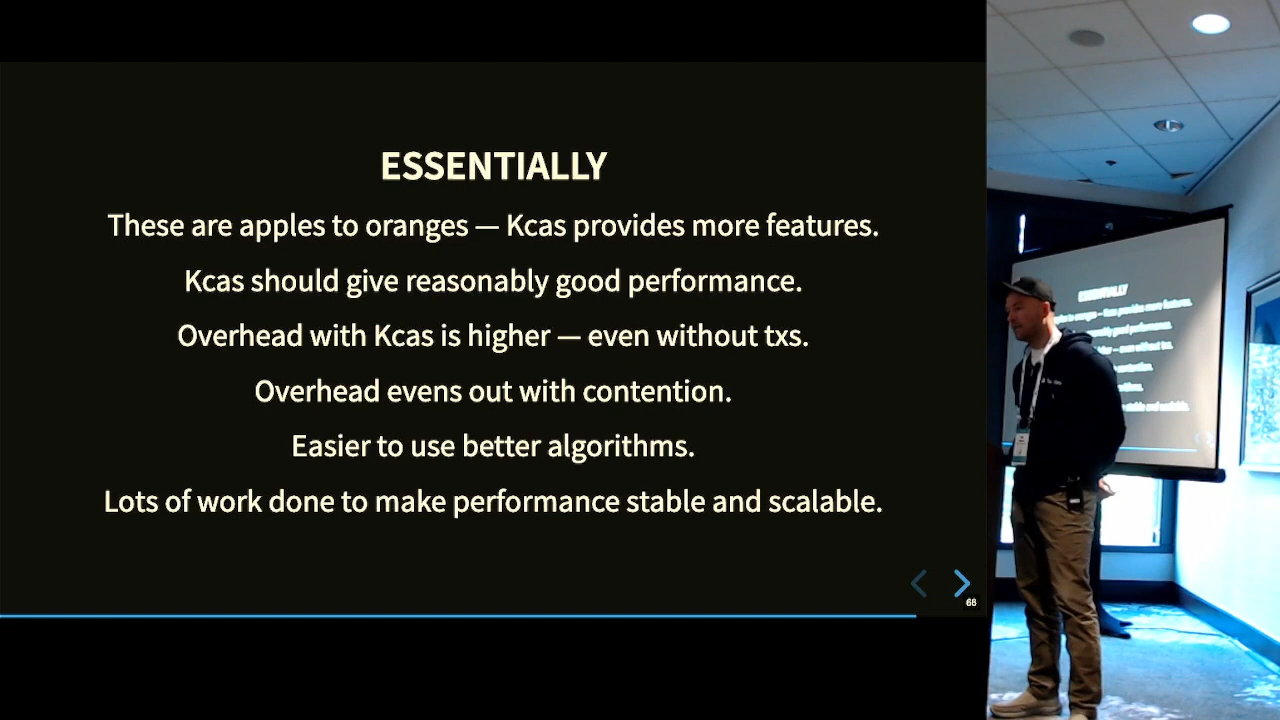 ESSENTIALLY
These are apples to oranges — Kcas provides more features.
Kcas should give reasonably good performance.
Overhead with Kcas is higher — even without txs.
Overhead evens out with contention.
Easier to use better algorithms.
Lots of work done to make performance stable and scalable.
66
ESSENTIALLY